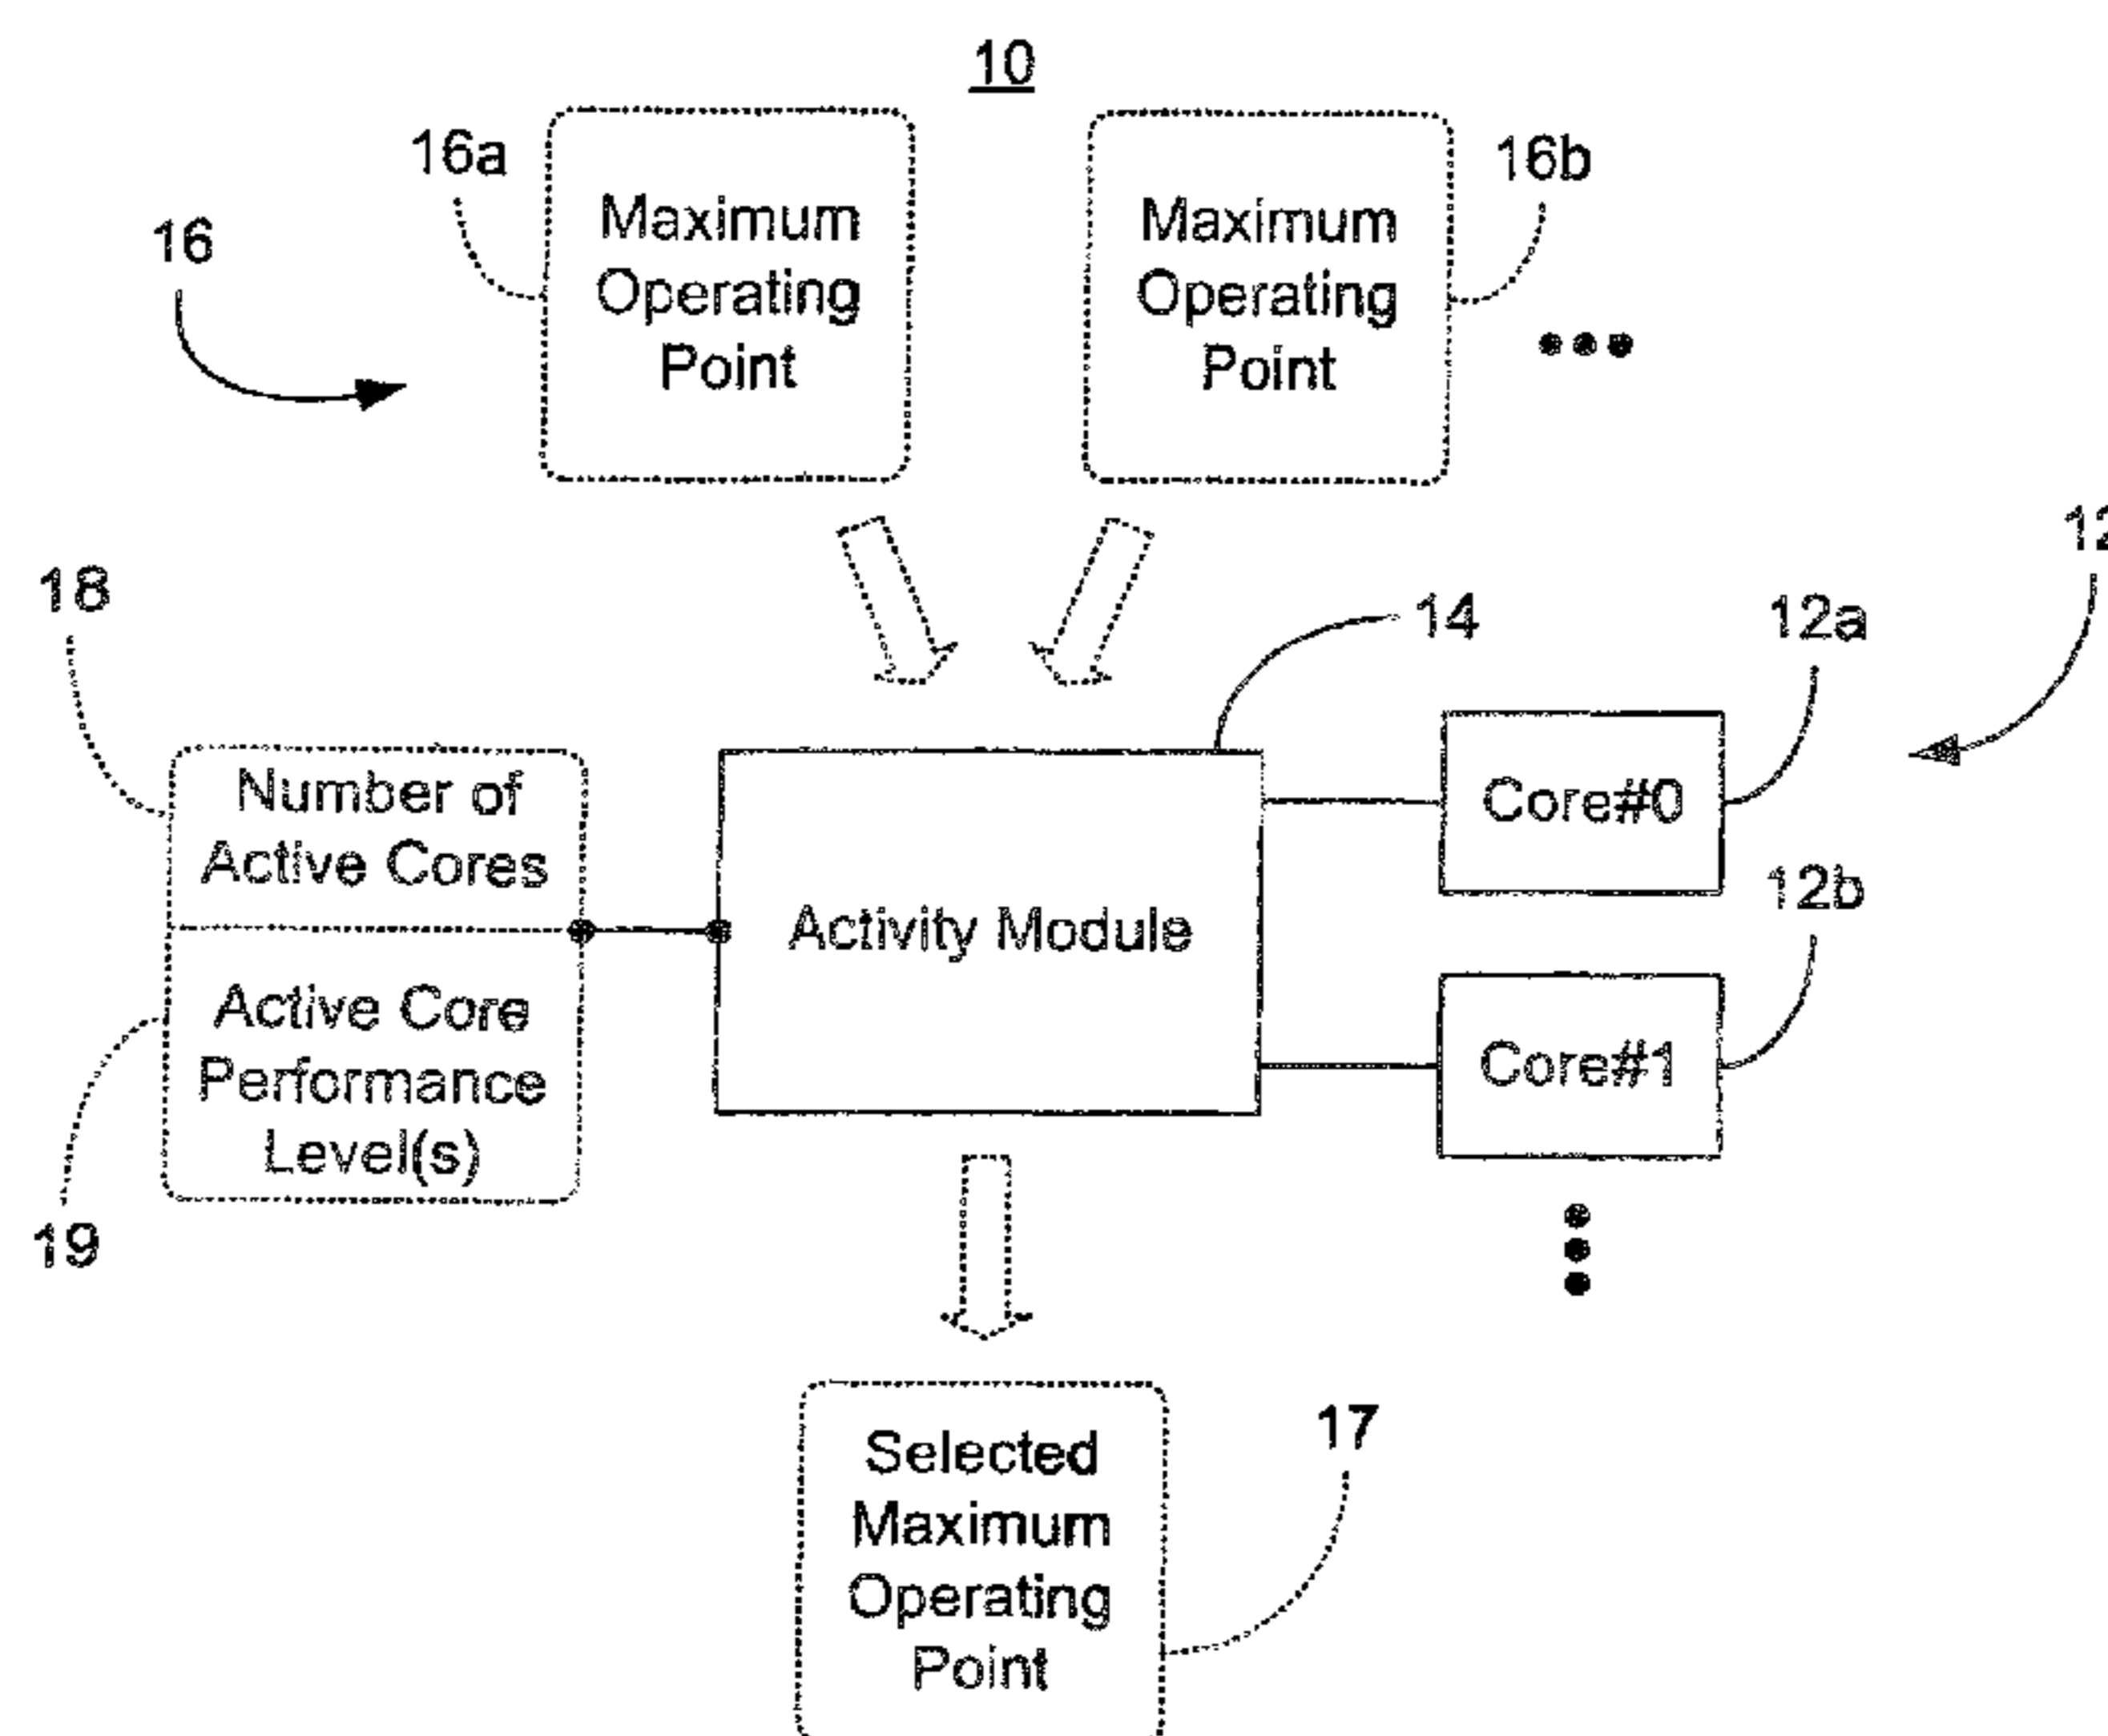 10
16a
Maximum
Operating
Point
Maximum
Operating
Point
16b
16
12
18
14
12a
Number of
Active Cores
Core#0
12b
Activity Module
Active Core
Performance
Level(s)
Core#1
19
17
Selected
Maximum
Operating
Point